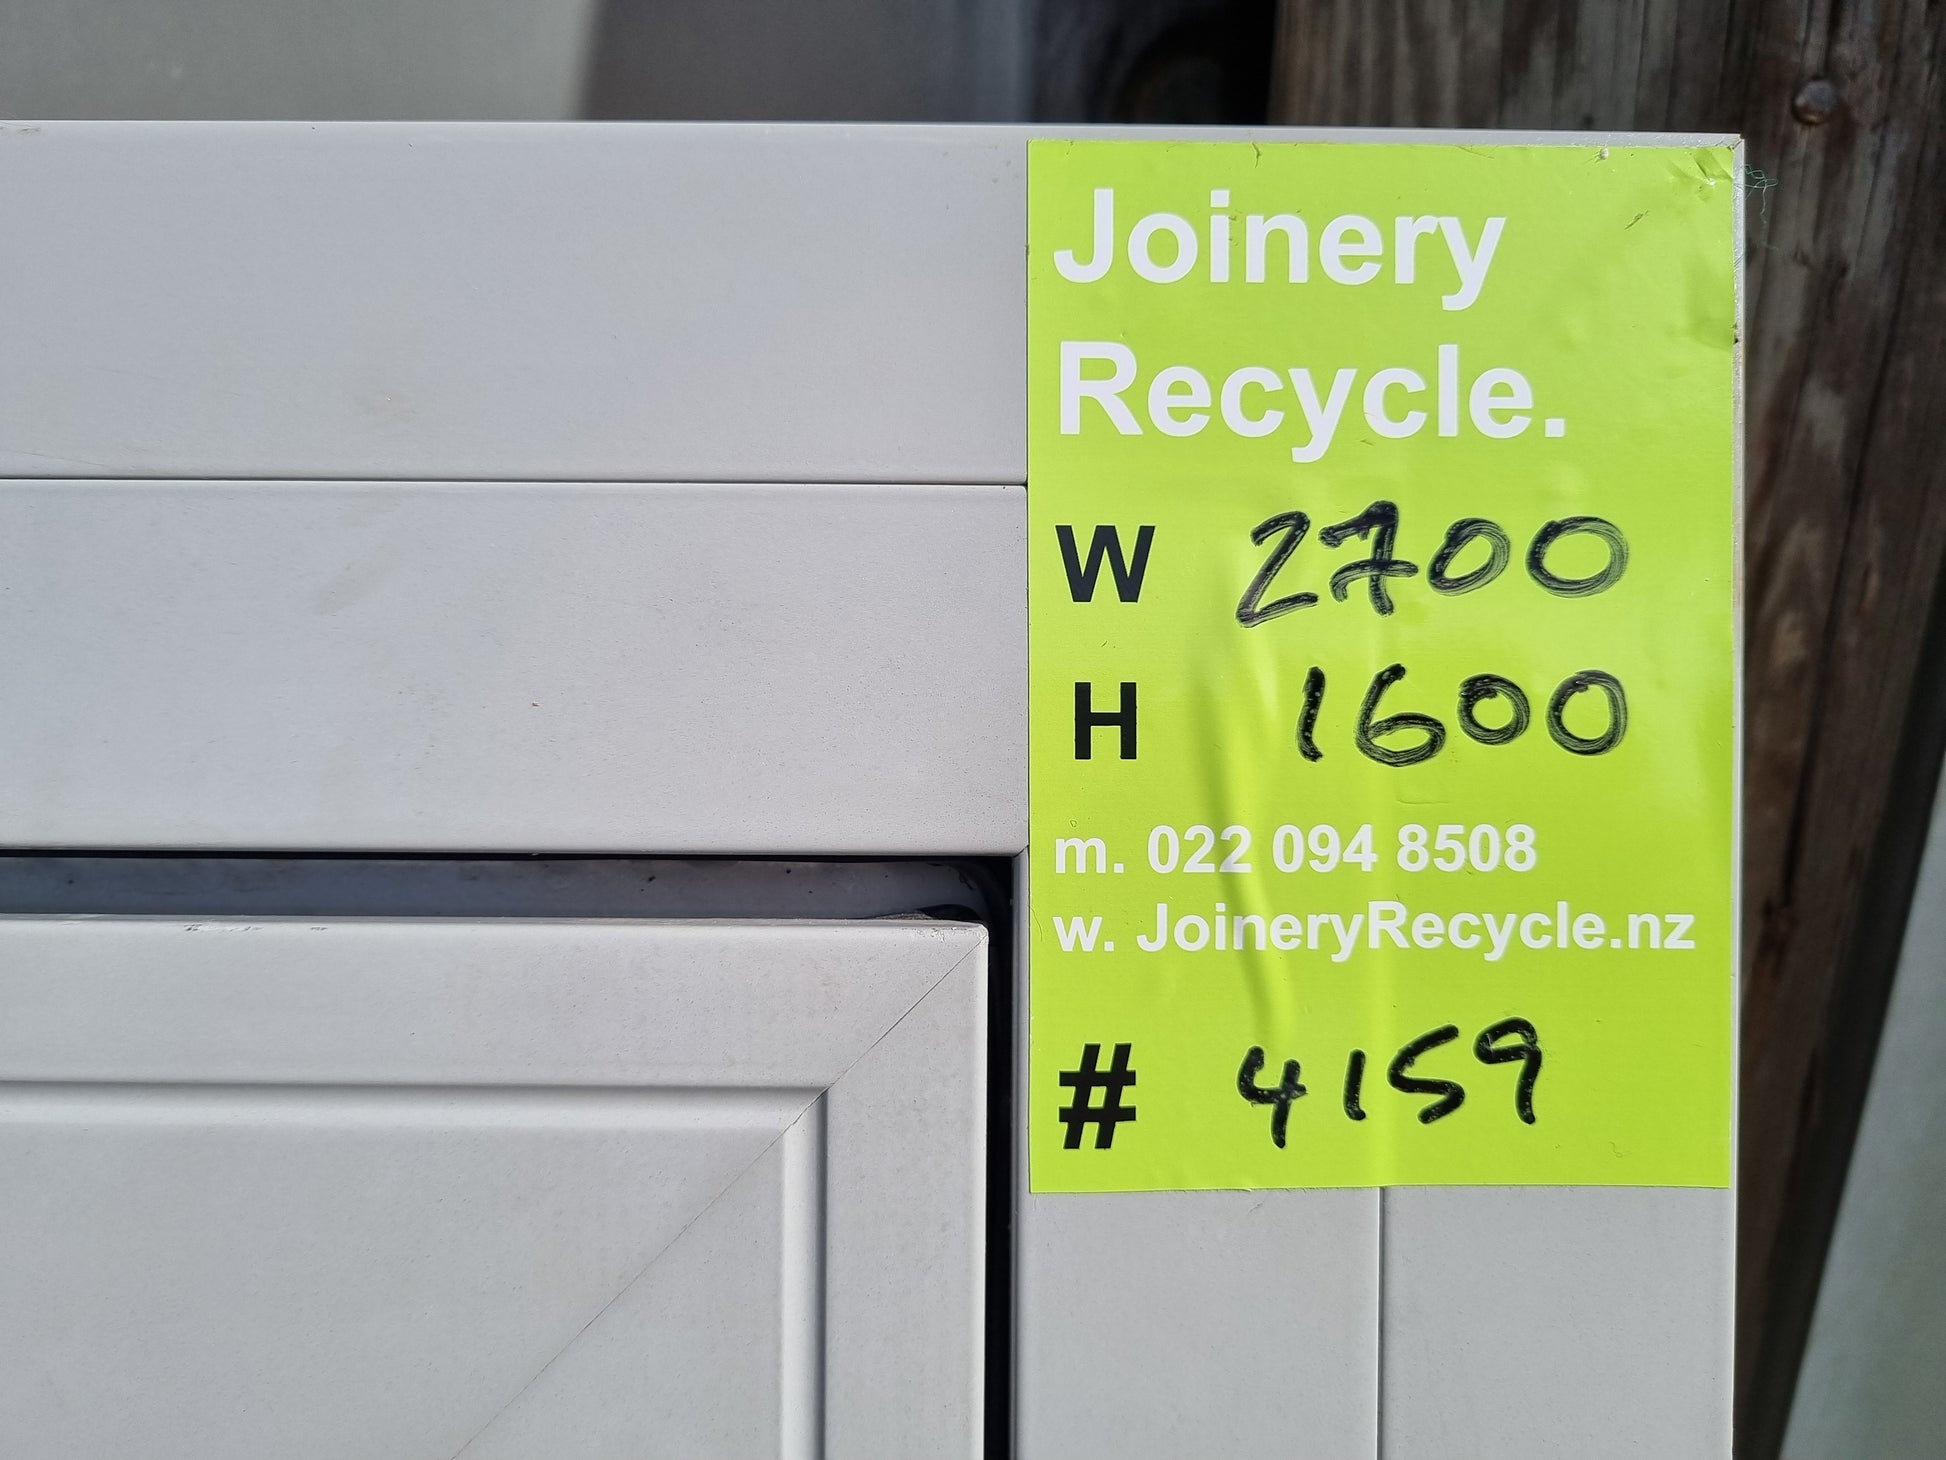 Joinery
Recycle.
W 2700
H 1600
m. 022 094 8508
w. JoineryRecycle.nz
# 4159